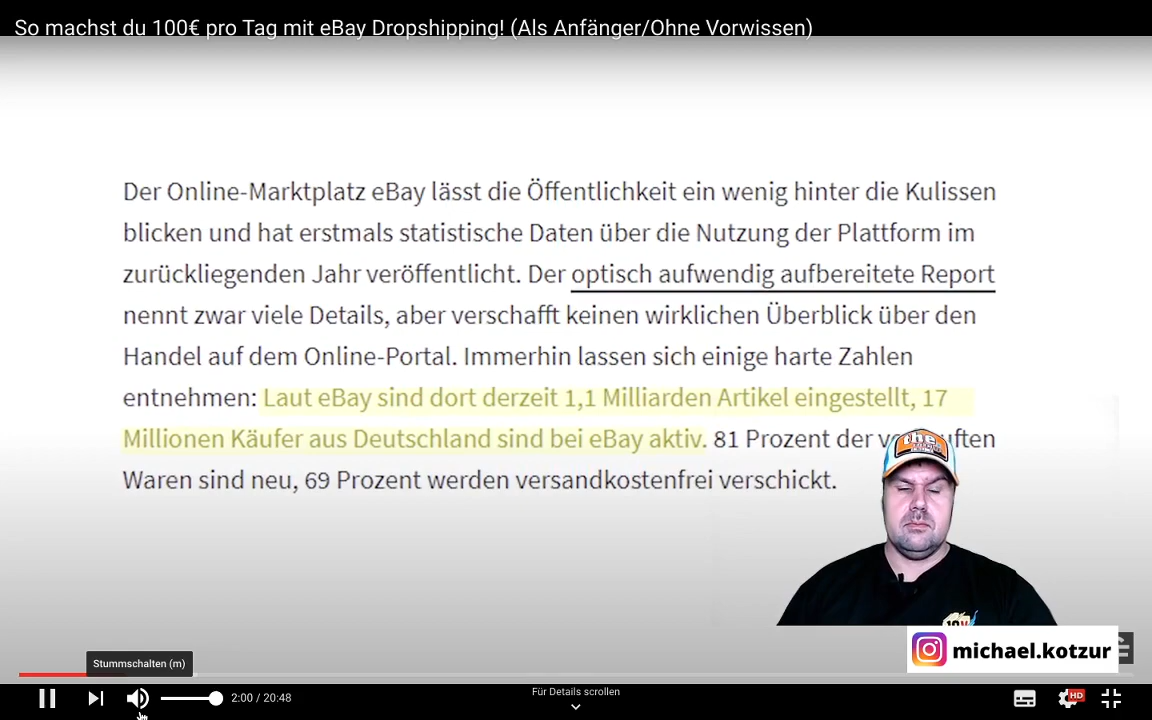 So machst du 100€ pro Tag mit eBay Dropshipping! (Als Anfänger/Ohne Vorwissen)
Der Online-Marktplatz eBay lässt die Öffentlichkeit ein wenig hinter die Kulissen
blicken und hat erstmals statistische Daten über die Nutzung der Plattform im
zurückliegenden Jahr veröffentlicht. Der optisch aufwendig aufbereitete Report
nennt zwar viele Details, aber verschafft keinen wirklichen Überblick über den
Handel auf dem Online-Portal. Immerhin lassen sich einige harte Zahlen
entnehmen: Laut eBay sind dort derzeit 1,1 Milliarden Artikel eingestellt, 17
Millionen Käufer aus Deutschland sind bei eBay aktiv. 81 Prozent der
Waren sind neu, 69 Prozent werden versandkostenfrei verschickt.
the
michael.kotzur
Stummschalten (m)
2:00 / 20:48
Für Details scrollen
HD